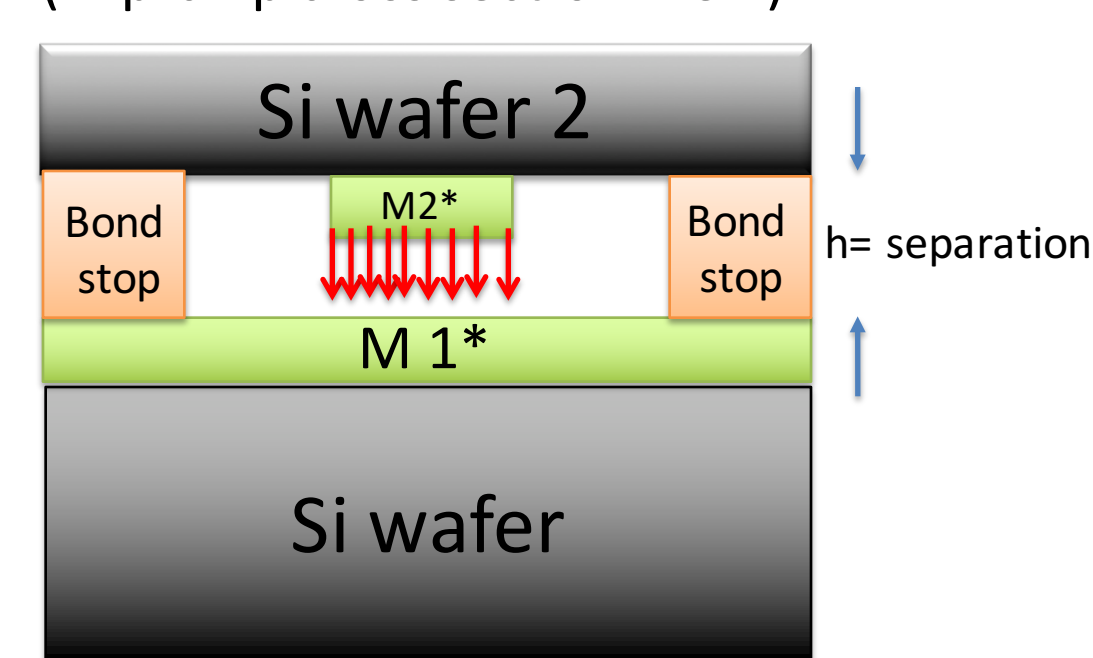 Si wafer 2
M2*
Bond
stop
Bond
stop
h= separation
M 1*
Si wafer